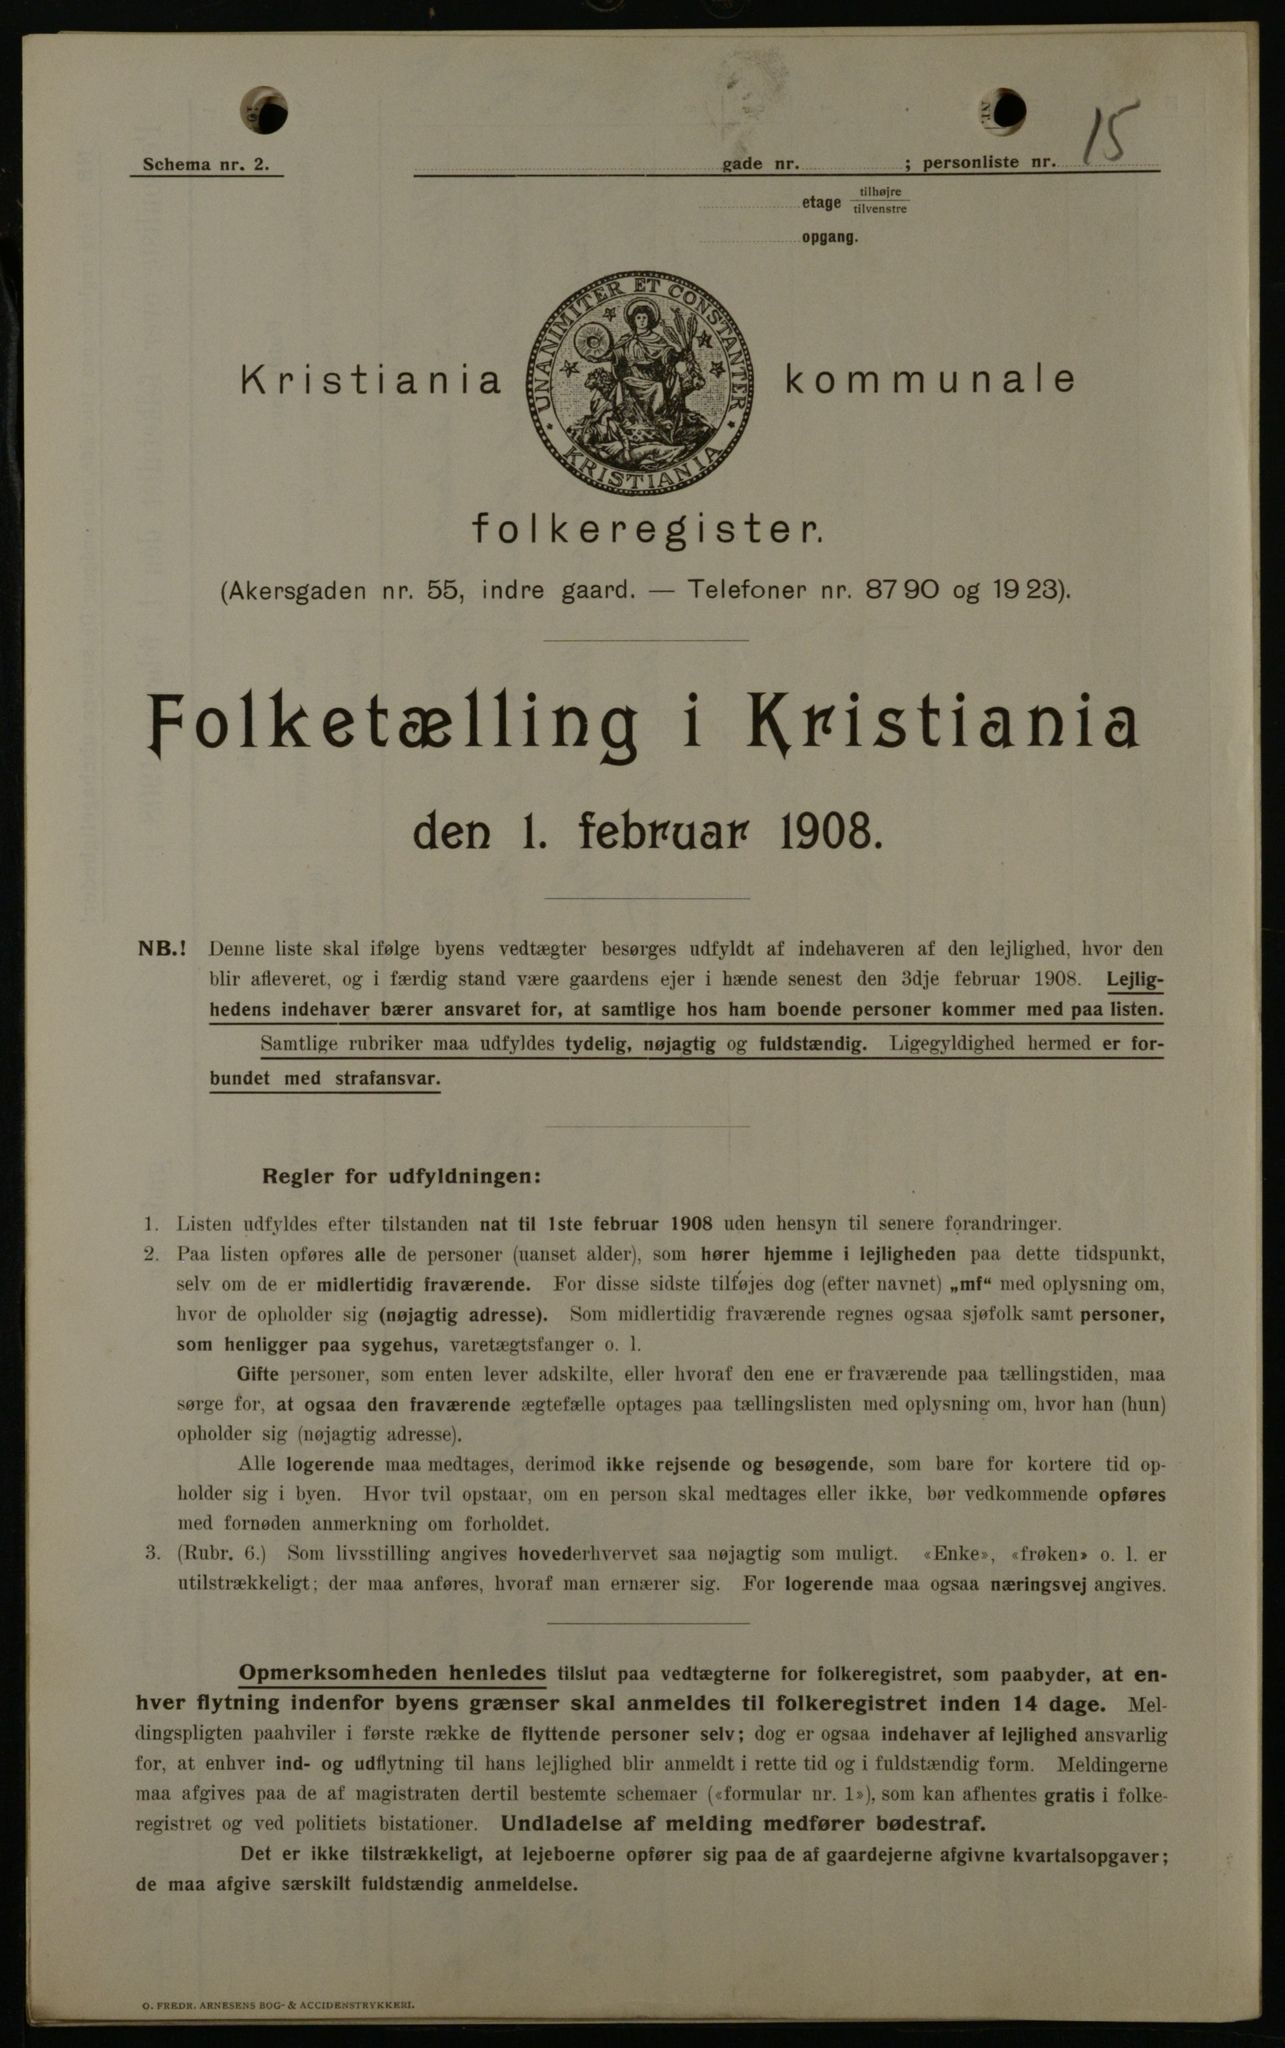 Schema nr. 2.
gade nr. ; personliste nr. 15
etage tilhøjre
tilvenstre
opgang.
UNANIMITER ET CONSTANTER
KRISTIANIA
Kristiania kommunale
folkeregister.
(Akersgaden nr. 55, indre gaard. — Telefoner nr. 87 90 og 19 23).
Folketælling i Kristiania
den 1. februar 1908.
NB.! Denne liste skal ifølge byens vedtægter besørges udfyldt af indehaveren af den lejlighed, hvor den
blir afleveret, og i færdig stand være gaardens ejer i hænde senest den 3dje februar 1908. Lejlig-
hedens indehaver bærer ansvaret for, at samtlige hos ham boende personer kommer med paa listen.
Samtlige rubriker maa udfyldes tydelig, nøjagtig og fuldstændig. Ligegyldighed hermed er for-
bundet med strafansvar.
Regler for udfyldningen:
1. Listen udfyldes efter tilstanden nat til 1ste februar 1908 uden hensyn til senere forandringer.
2. Paa listen opføres alle de personer (uanset alder), som hører hjemme i lejligheden paa dette tidspunkt,
selv om de er midlertidig fraværende. For disse sidste tilføjes dog (efter navnet) „mf“ med oplysning om,
hvor de opholder sig (nøjagtig adresse). Som midlertidig fraværende regnes ogsaa sjøfolk samt personer,
som henligger paa sygehus, varetægtsfanger o. l.
Gifte personer, som enten lever adskilte, eller hvoraf den ene er fraværende paa tællingstiden, maa
sørge for, at ogsaa den fraværende ægtefælle optages paa tællingslisten med oplysning om, hvor han (hun)
opholder sig (nøjagtig adresse).
Alle logerende maa medtages, derimod ikke rejsende og besøgende, som bare for kortere tid op-
holder sig i byen. Hvor tvil opstaar, om en person skal medtages eller ikke, bør vedkommende opføres
med fornøden anmerkning om forholdet.
3. (Rubr. 6.) Som livsstilling angives hovederhvervet saa nøjagtig som muligt. «Enke», «frøken» o. l. er
utilstrækkeligt; der maa anføres, hvoraf man ernærer sig. For logerende maa ogsaa næringsvej angives.
Opmerksomheden henledes tilslut paa vedtægterne for folkeregistret, som paabyder, at en-
hver flytning indenfor byens grænser skal anmeldes til folkeregistret inden 14 dage. Mel-
dingspligten paahviler i første række de flyttende personer selv; dog er ogsaa indehaver af lejlighed ansvarlig
for, at enhver ind- og udflytning til hans lejlighed blir anmeldt i rette tid og i fuldstændig form. Meldingerne
maa afgives paa de af magistraten dertil bestemte schemaer («formular nr. 1»), som kan afhentes gratis i folke-
registret og ved politiets bistationer. Undladelse af melding medfører bødestraf.
Det er ikke tilstrækkeligt, at lejeboerne opfører sig paa de af gaardejerne afgivne kvartalsopgaver;
de maa afgive særskilt fuldstændig anmeldelse.
O. FREDR. ARNESENS BOG- & ACCIDENSTRYKKERI.